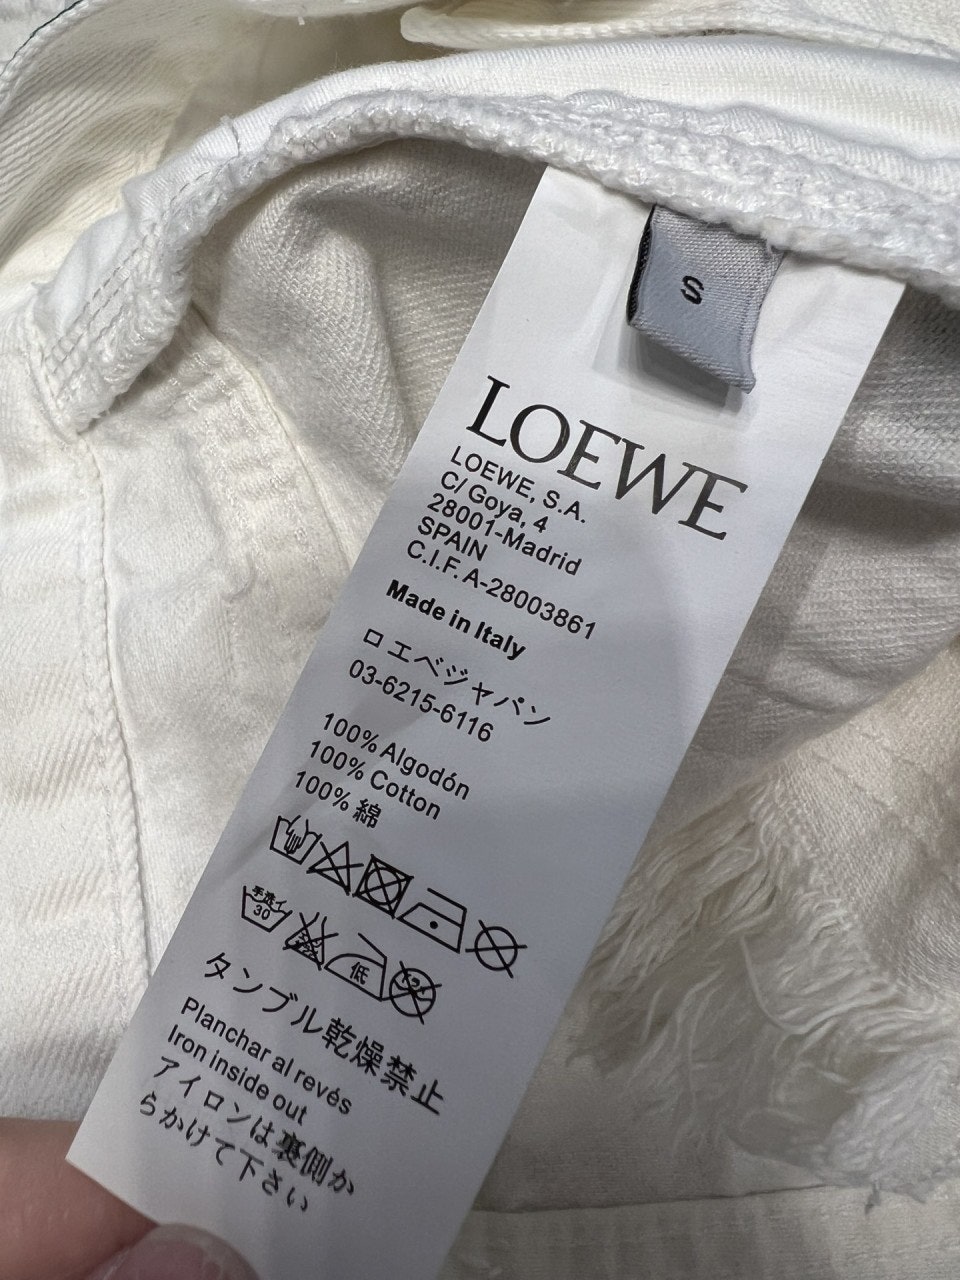 S
LOEWE
LOEWE, S.A.
C/ Goya, 4
28001-Madrid
SPAIN
C.I.F. A-28003861
Made in Italy
ロエベジャパン
03-6215-6116
100% Algodón
100% Cotton
100% 綿
手洗イ
30
低
タンブル乾燥禁止
Planchar al revés
Iron inside out
アイロンは裏側か
らかけて下さい